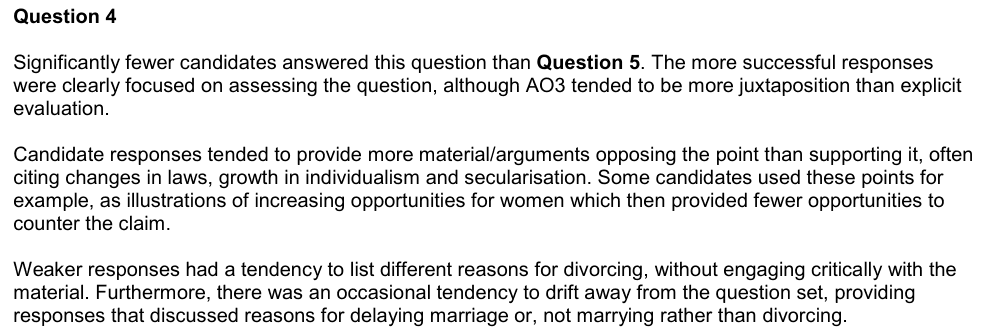 Question 4
Significantly fewer candidates answered this question than Question 5. The more successful responses
were clearly focused on assessing the question, although AO3 tended to be more juxtaposition than explicit
evaluation.
Candidate responses tended to provide more material/arguments opposing the point than supporting it, often
citing changes in laws, growth in individualism and secularisation. Some candidates used these points for
example, as illustrations of increasing opportunities for women which then provided fewer opportunities to
counter the claim.
Weaker responses had a tendency to list different reasons for divorcing, without engaging critically with the
material. Furthermore, there was an occasional tendency to drift away from the question set, providing
responses that discussed reasons for delaying marriage or, not marrying rather than divorcing.